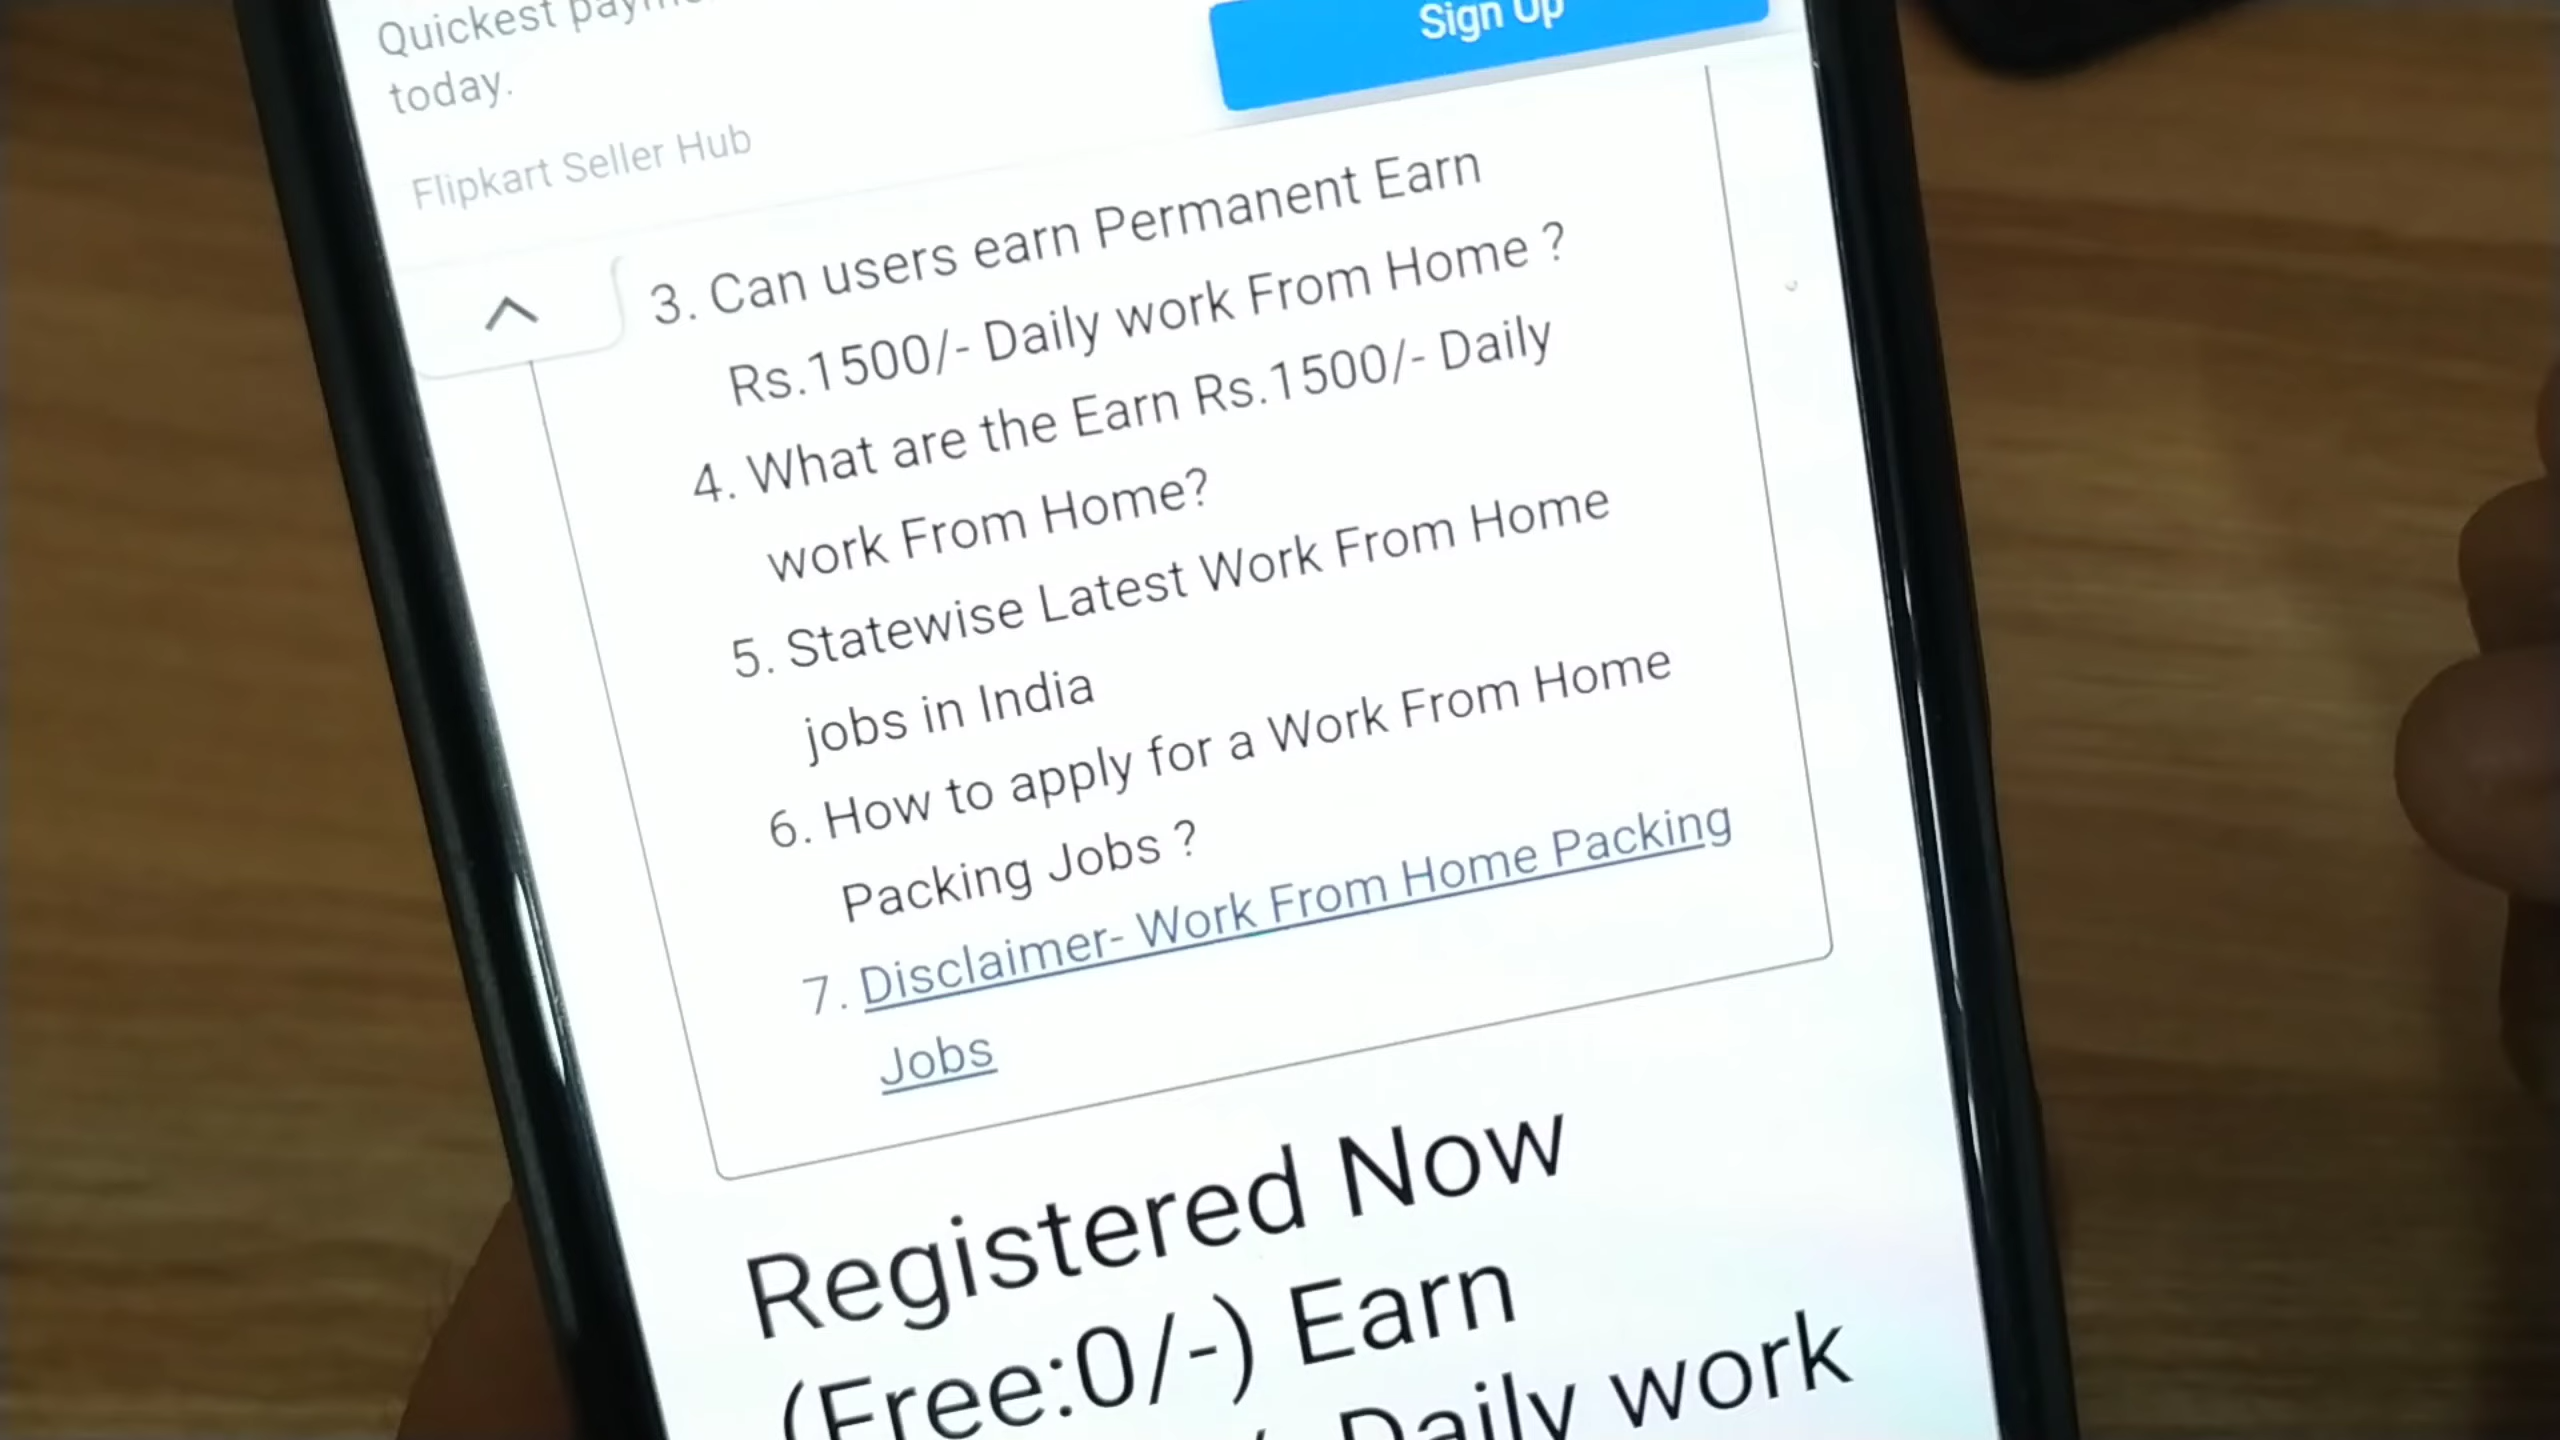 Quickest
today.
Sign Up
Flipkart Seller Hub
3. Can users earn Permanent Earn
Rs.1500/- Daily work From Home ?
4. What are the Earn Rs.1500/- Daily
work From Home?
5. Statewise Latest Work From Home
jobs in India
6. How to apply for a Work From Home
Packing Jobs ?
7. Disclaimer- Work From Home Packing
Jobs
Registered Now
(Free:0/-) Earn
Daily work